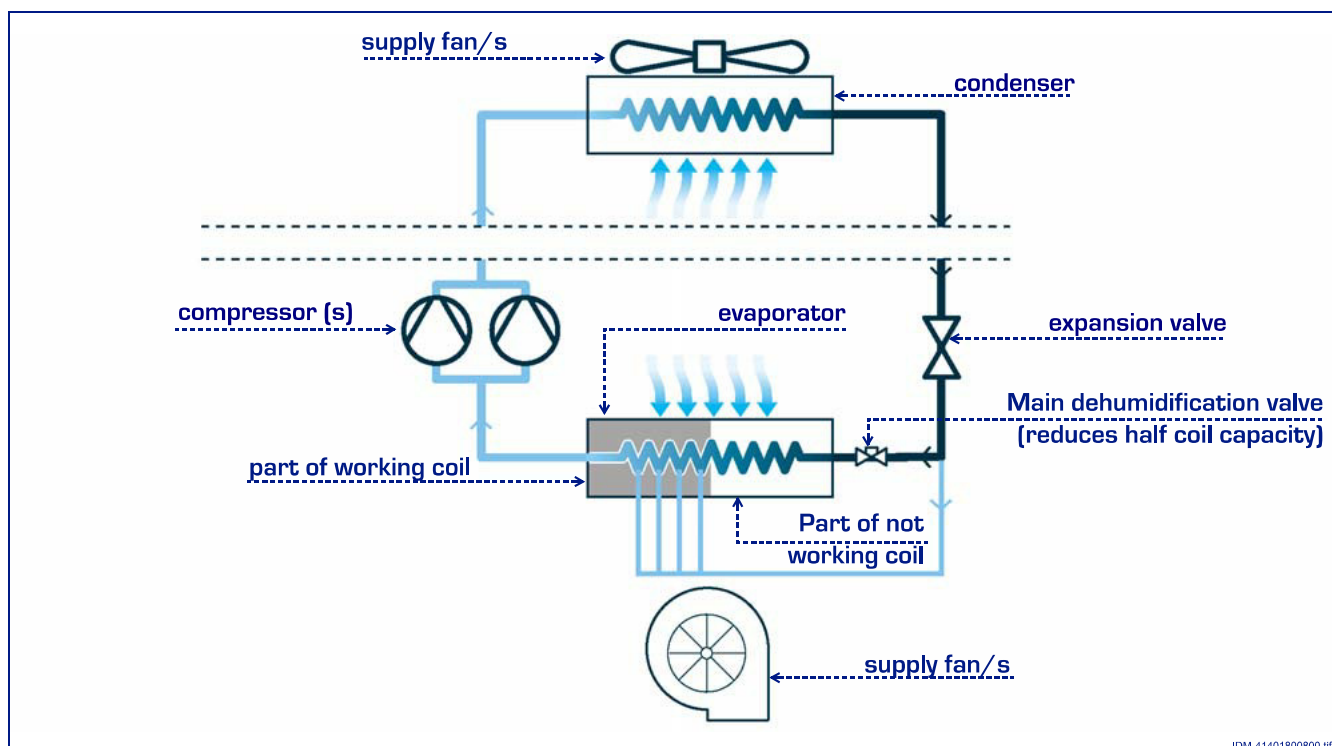 supply fan/s
condenser
compressor (s)
evaporator
expansion valve
Main dehumidification valve
(reduces half coil capacity)
part of working coil
Part of not
working coil
supply fan/s